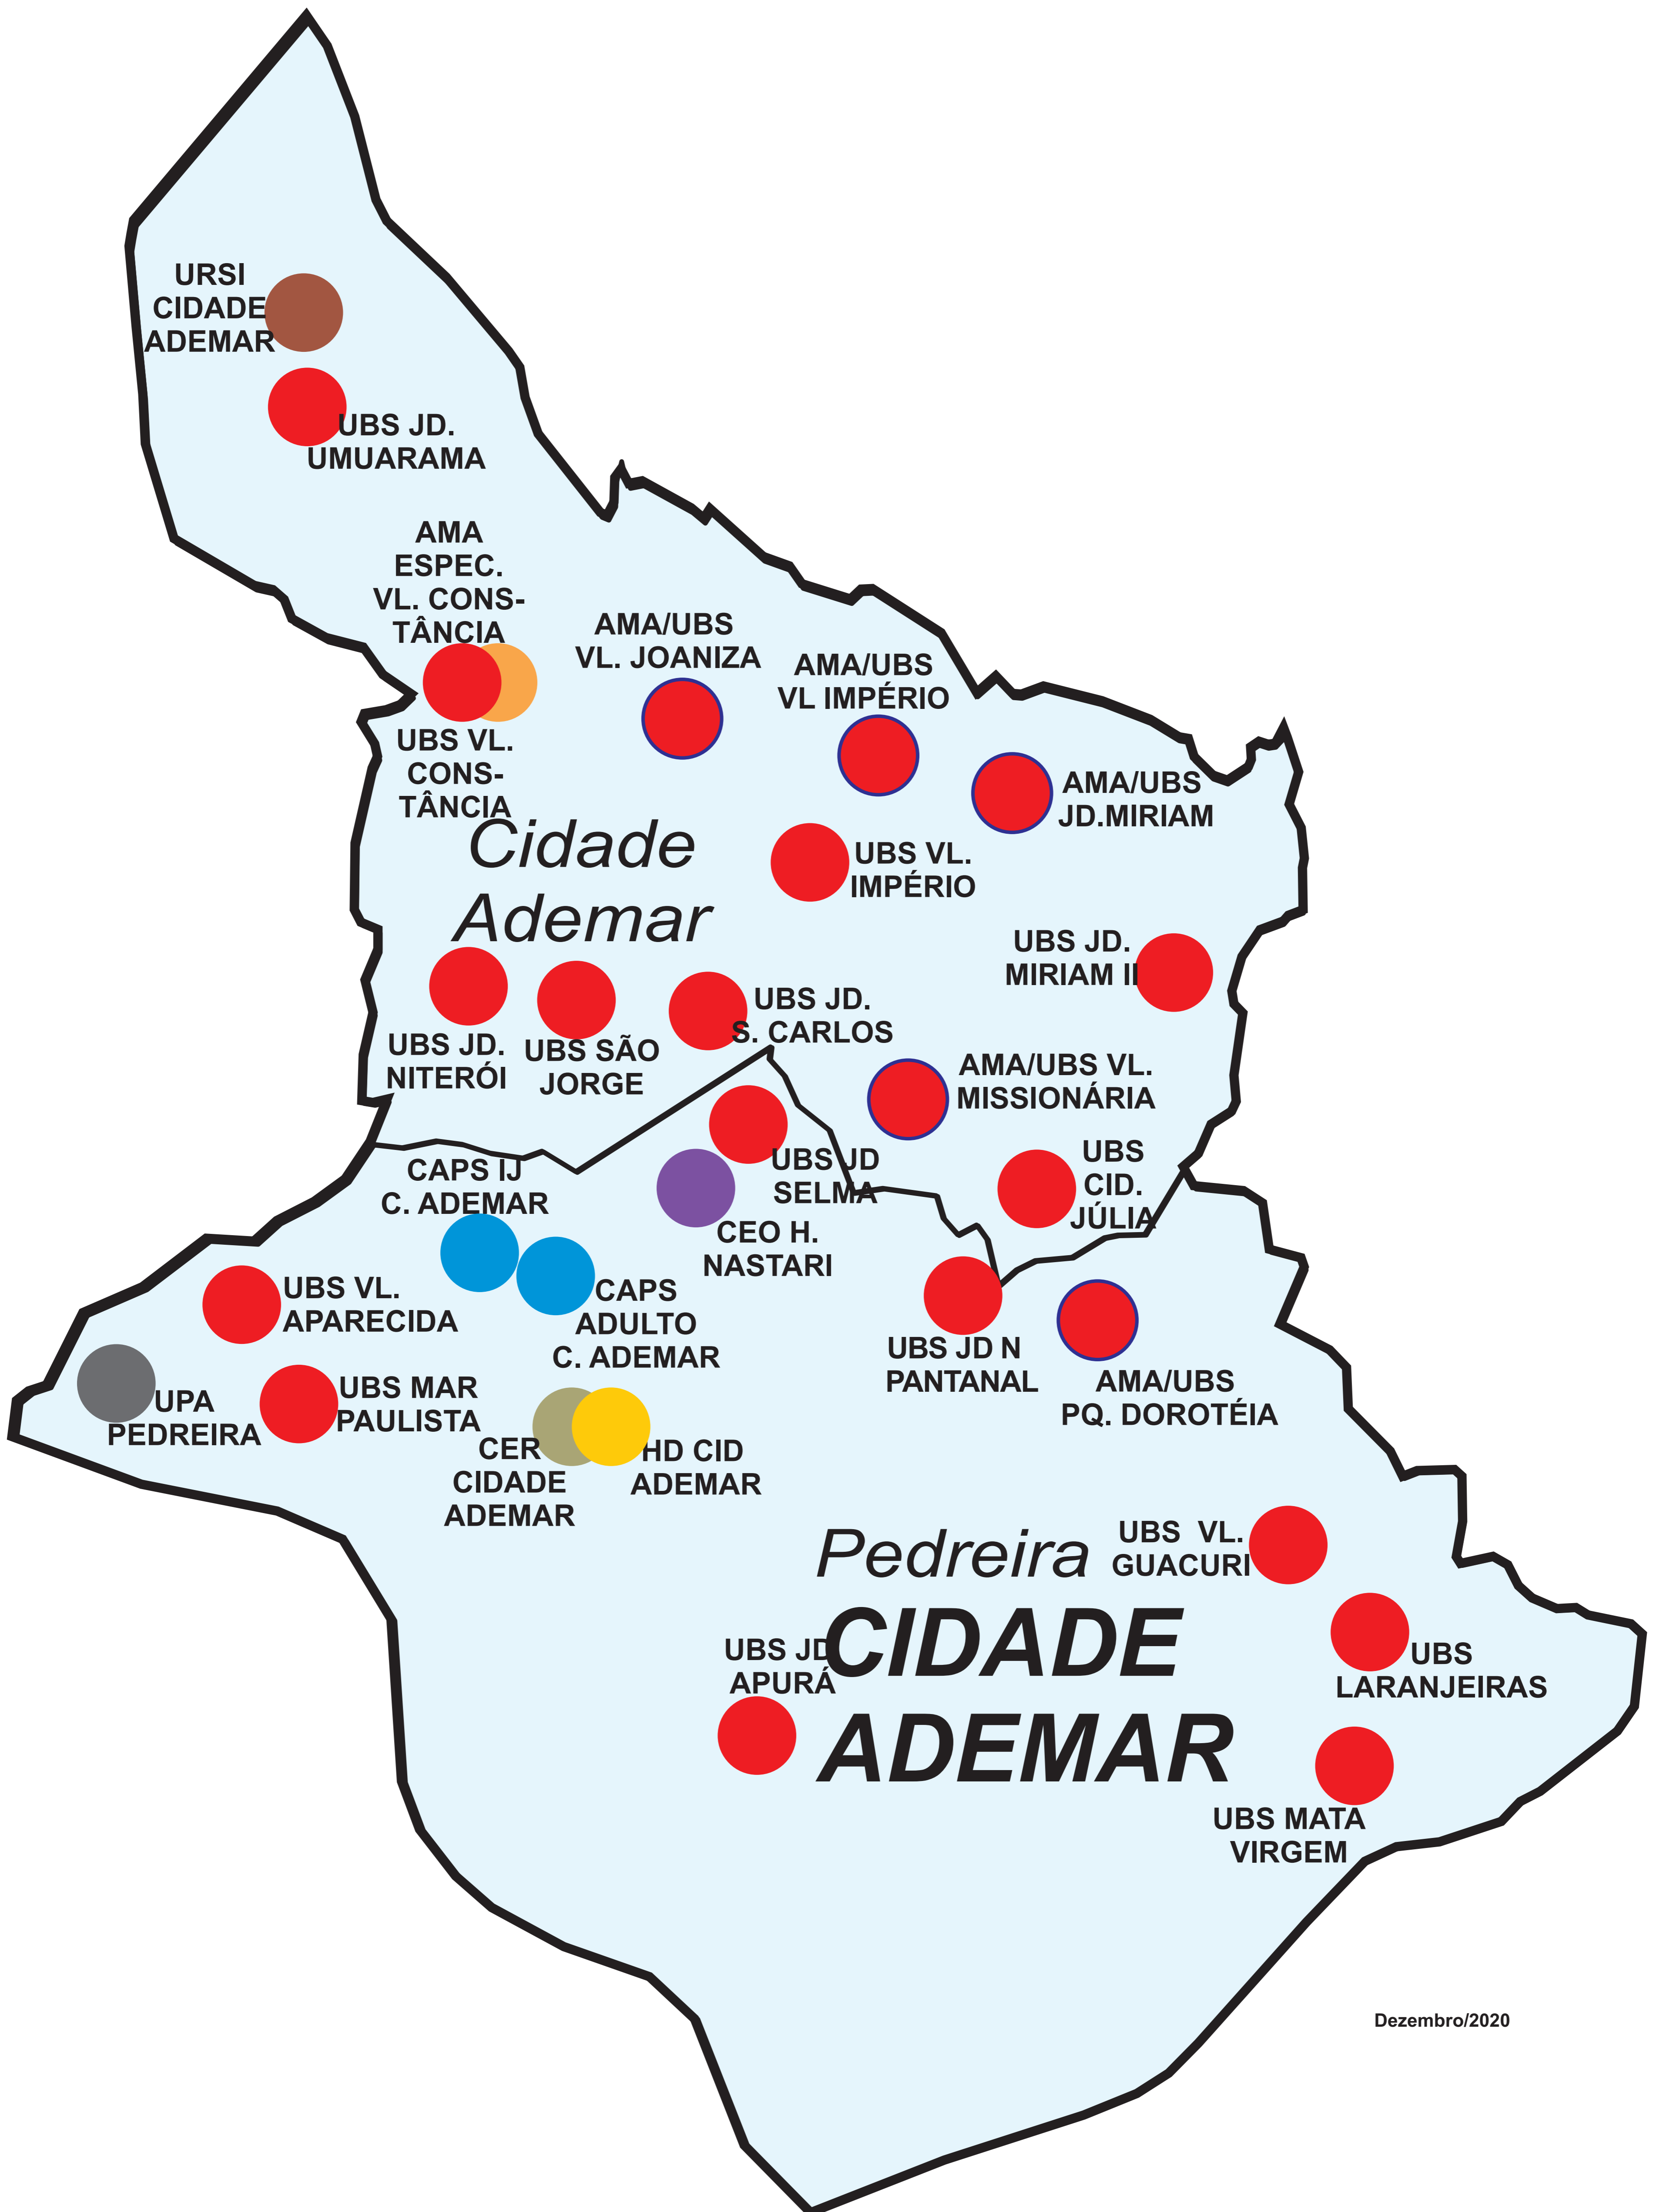 URSI
CIDADE
ADEMAR
UBS JD.
UMUARAMA
AMA
ESPEC.
VL. CONS-
TÂNCIA
AMA/UBS
VL. JOANIZA
AMA/UBS
VL IMPÉRIO
UBS VL.
CONS-
TÂNCIA
AMA/UBS
JD.MIRIAM
Cidade
Ademar
UBS VL.
IMPÉRIO
UBS JD.
MIRIAM II
UBS JD.
NITERÓI
UBS SÃO
JORGE
UBS JD.
S. CARLOS
AMA/UBS VL.
MISSIONÁRIA
UBS
CID.
JÚLIA
UBS JD
SELMA
CAPS IJ
C. ADEMAR
CEO H.
NASTARI
CAPS
ADULTO
C. ADEMAR
UBS VL.
APARECIDA
UPA
PEDREIRA
UBS MAR
PAULISTA
CER
CIDADE
ADEMAR
HD CID
ADEMAR
UBS JD N
PANTANAL
AMA/UBS
PQ. DOROTÉIA
Pedreira
UBS VL.
GUACURI
CIDADE
ADEMAR
UBS JD
APURÁ
UBS
LARANJEIRAS
UBS MATA
VIRGEM
Dezembro/2020